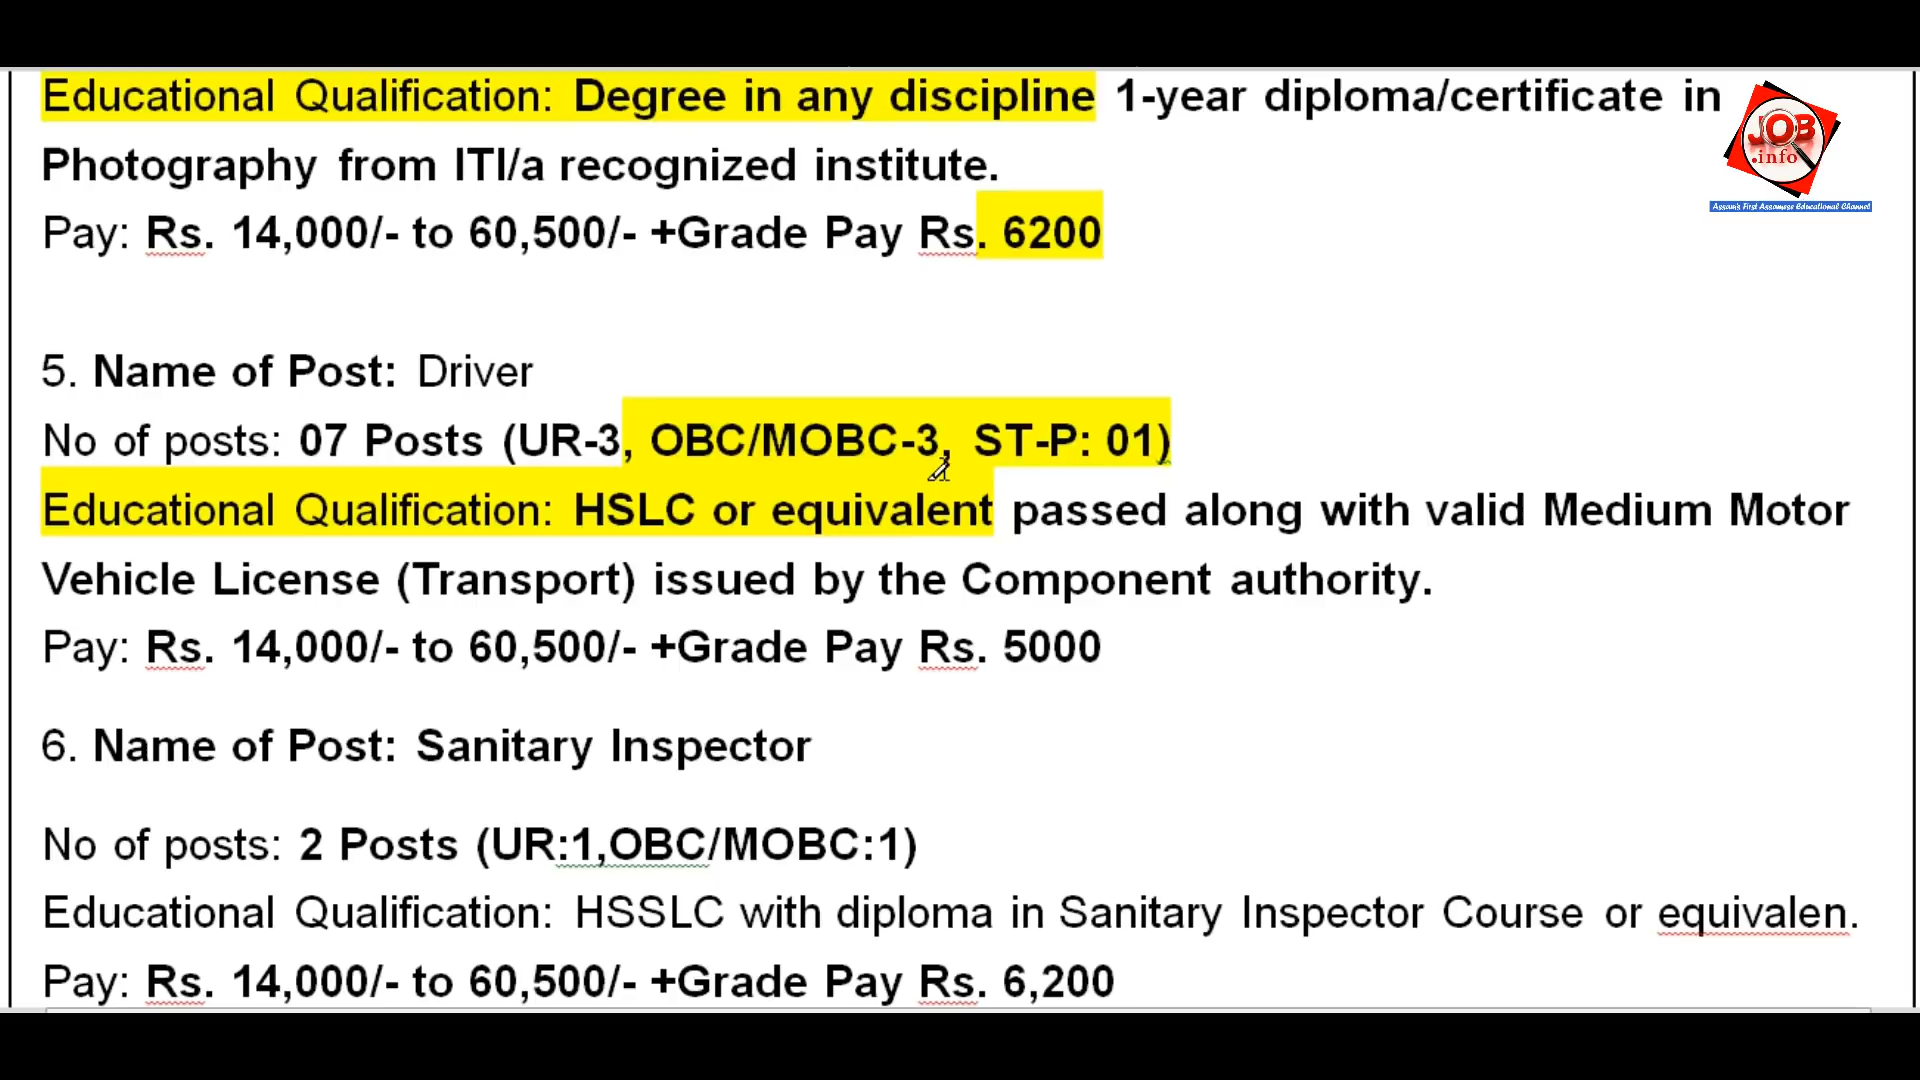 Educational Qualification: Degree in any discipline 1-year diploma/certificate in
Photography from ITI/a recognized institute.
Pay: Rs. 14,000/- to 60,500/- +Grade Pay Rs. 6200
5. Name of Post: Driver
No of posts: 07 Posts (UR-3, OBC/MOBC-3, ST-P: 01)
Educational Qualification: HSLC or equivalent passed along with valid Medium Motor
Vehicle License (Transport) issued by the Component authority.
Pay: Rs. 14,000/- to 60,500/- +Grade Pay Rs. 5000
6. Name of Post: Sanitary Inspector
No of posts: 2 Posts (UR:1,OBC/MOBC:1)
Educational Qualification: HSSLC with diploma in Sanitary Inspector Course or equivalen.
Pay: Rs. 14,000/- to 60,500/- +Grade Pay Rs. 6,200
JOB
.info
Assam's First Assamese Educational Channel